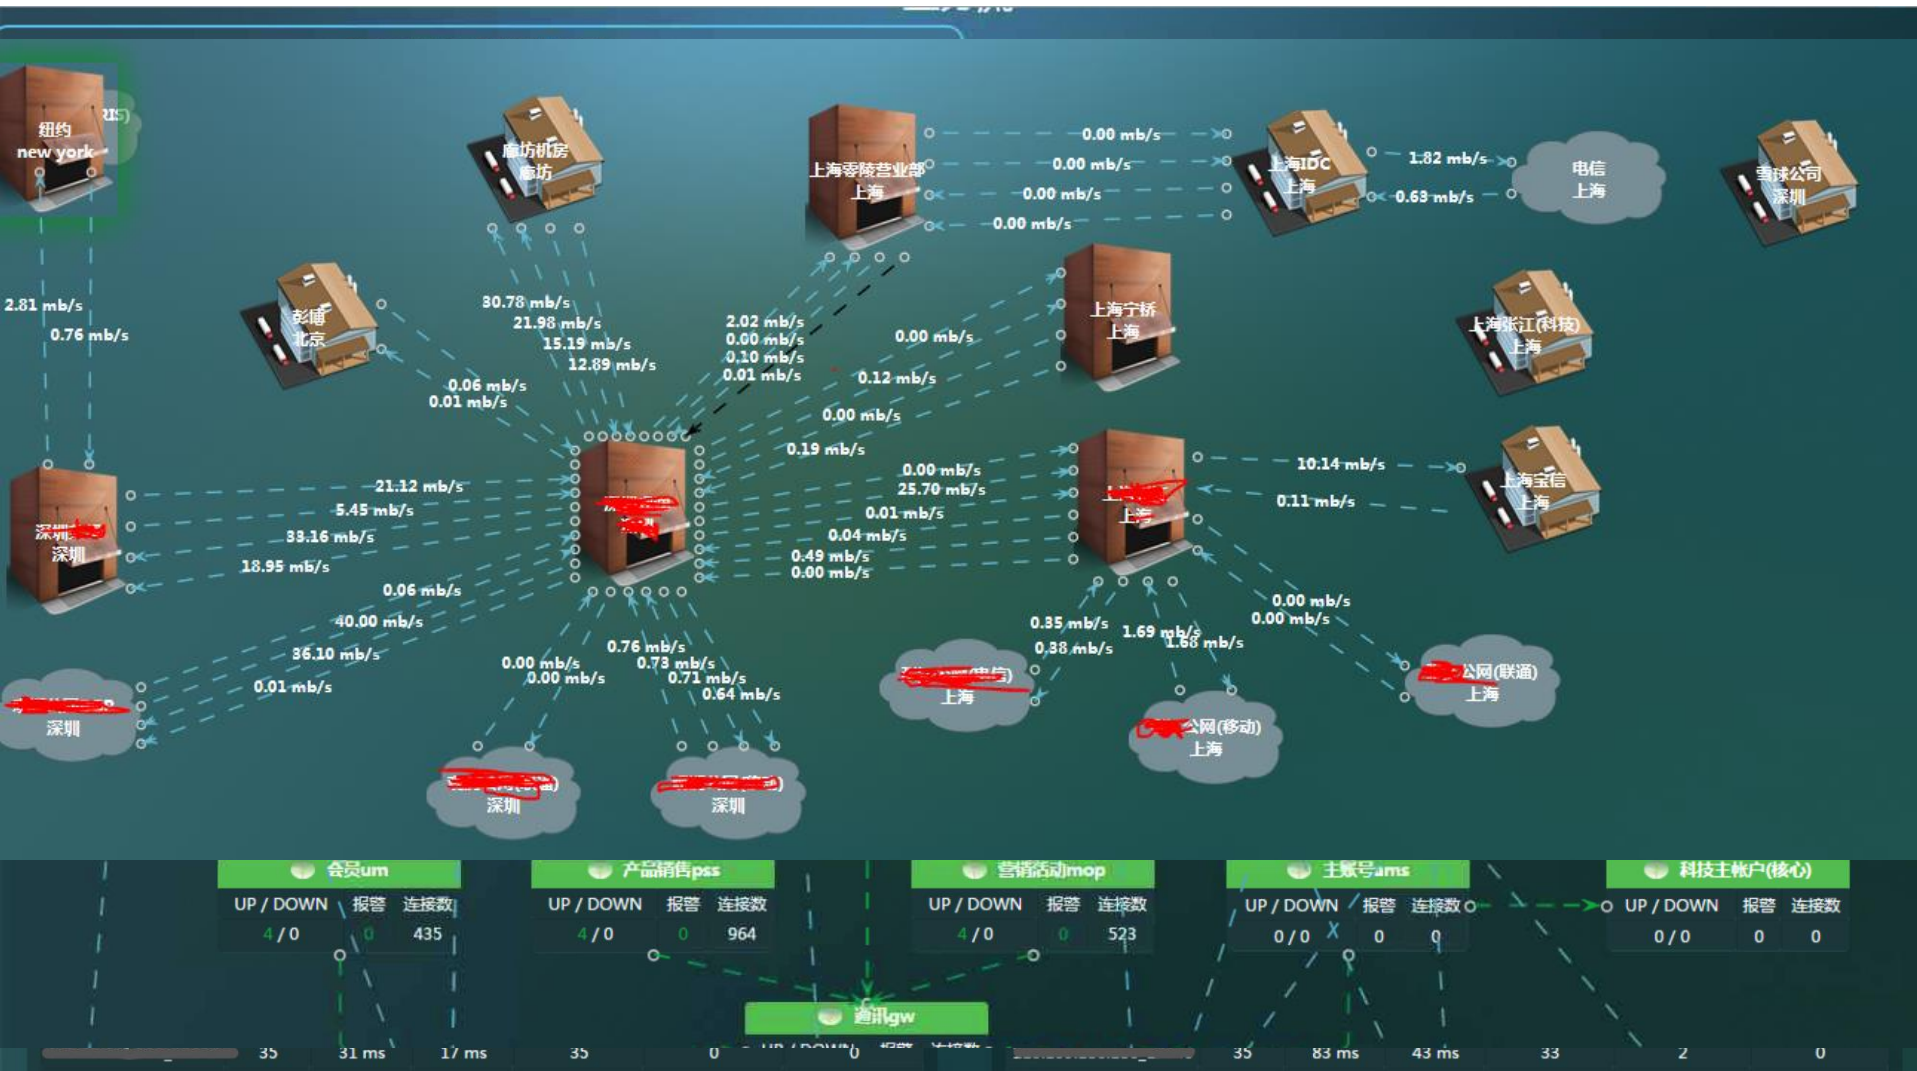 纽约
new york
RIS)
廊坊机房
廊坊
上海零陵营业部
上海
0.00 mb/s
0.00 mb/s
0.00 mb/s
0.00 mb/s
上海IDC
上海
1.82 mb/s
0.63 mb/s
电信
上海
雪球公司
深圳
2.81 mb/s
0.76 mb/s
彭博
北京
30.78 mb/s
21.98 mb/s
15.19 mb/s
12.89 mb/s
2.02 mb/s
0.00 mb/s
0.10 mb/s
0.01 mb/s
0.00 mb/s
0.12 mb/s
0.00 mb/s
0.19 mb/s
上海宁桥
上海
上海张江(科技)
上海
0.06 mb/s
0.01 mb/s
21.12 mb/s
5.45 mb/s
33.16 mb/s
18.95 mb/s
深圳
深圳
0.00 mb/s
25.70 mb/s
0.01 mb/s
0.04 mb/s
0.49 mb/s
0.00 mb/s
上海
10.14 mb/s
0.11 mb/s
上海宝信
上海
0.06 mb/s
40.00 mb/s
36.10 mb/s
0.01 mb/s
深圳
0.00 mb/s
0.00 mb/s
0.76 mb/s
0.73 mb/s
0.71 mb/s
0.64 mb/s
深圳
深圳
0.35 mb/s
0.38 mb/s
1.69 mb/s
1.68 mb/s
0.00 mb/s
0.00 mb/s
上海
公网(移动)
上海
公网(联通)
上海
会员um
UP / DOWN 报警 连接数
4 / 0 0 435
产品销售pss
UP / DOWN 报警 连接数
4 / 0 0 964
营销活动mop
UP / DOWN 报警 连接数
4 / 0 0 523
主账号ams
UP / DOWN 报警 连接数
0 / 0 0 0
科技主帐户(核心)
UP / DOWN 报警 连接数
0 / 0 0 0
通讯gw
UP / DOWN 报警 连接数
35 31 ms 17 ms 35 0 0
35 83 ms 43 ms 33 2 0